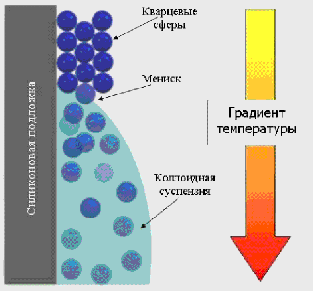 Кварцевые
сферы
Мениск
Градиент
температуры
Коллоидная
суспензия
Силиконовая подложка